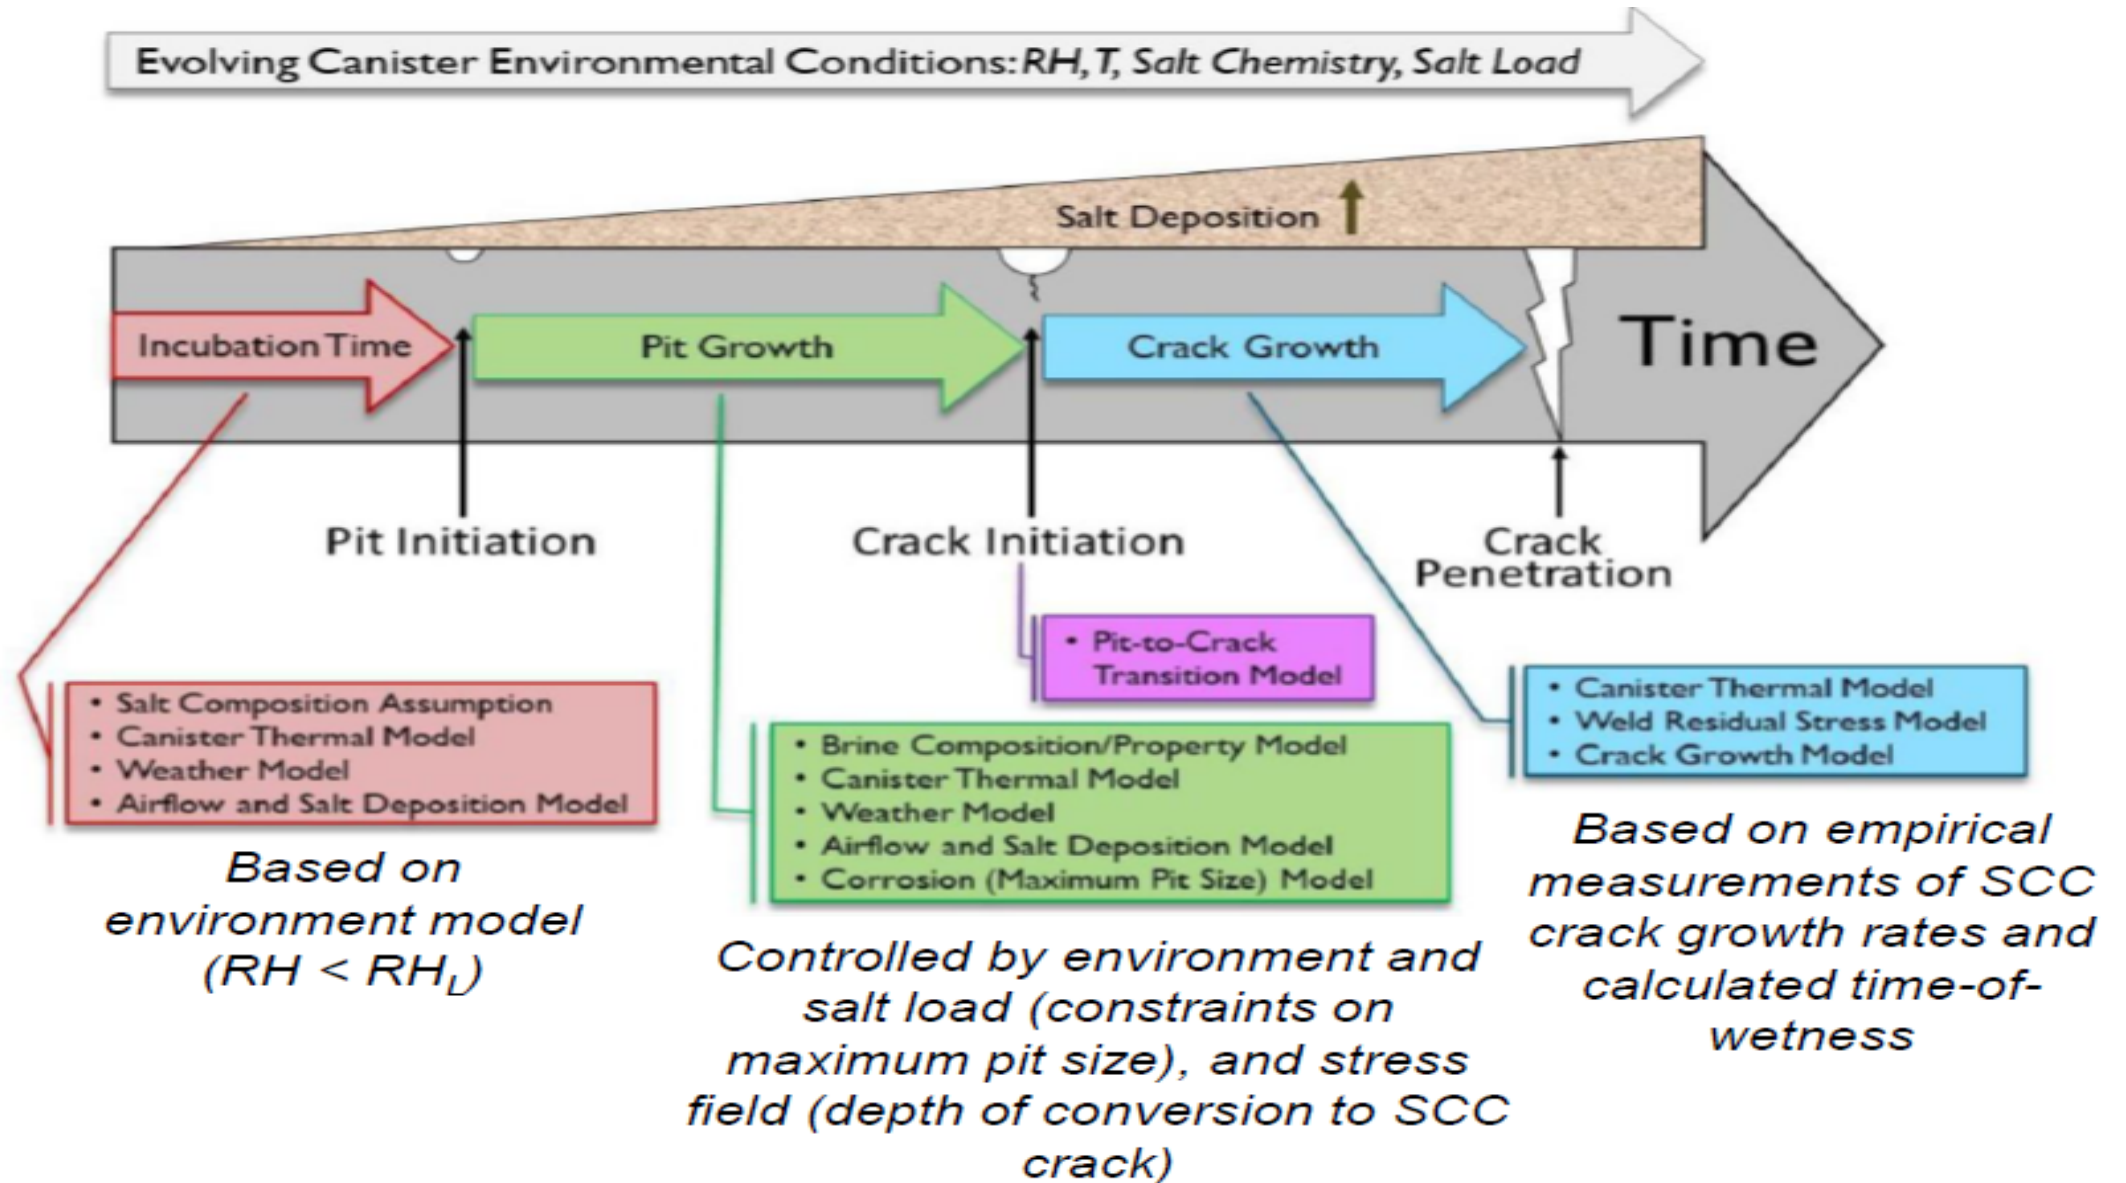 Evolving Canister Environmental Conditions: RH, T, Salt Chemistry, Salt Load
Salt Deposition
Incubation Time
Pit Growth
Crack Growth
Time
Pit Initiation
Crack Initiation
Crack
Penetration
• Pit-to-Crack
Transition Model
• Salt Composition Assumption
• Canister Thermal Model
• Weather Model
• Airflow and Salt Deposition Model
Based on
environment model
(RH < RH_L)
• Brine Composition/Property Model
• Canister Thermal Model
• Weather Model
• Airflow and Salt Deposition Model
• Corrosion (Maximum Pit Size) Model
Controlled by environment and
salt load (constraints on
maximum pit size), and stress
field (depth of conversion to SCC
crack)
• Canister Thermal Model
• Weld Residual Stress Model
• Crack Growth Model
Based on empirical
measurements of SCC
crack growth rates and
calculated time-of-
wetness